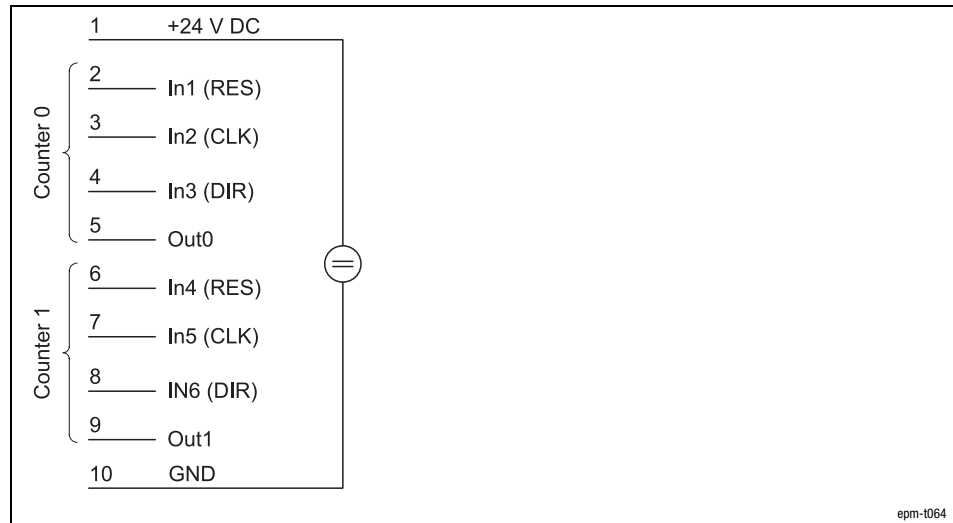 1 +24 V DC
Counter 0
2 In1 (RES)
3 In2 (CLK)
4 In3 (DIR)
5 Out0
Counter 1
6 In4 (RES)
7 In5 (CLK)
8 IN6 (DIR)
9 Out1
10 GND
epm-t064